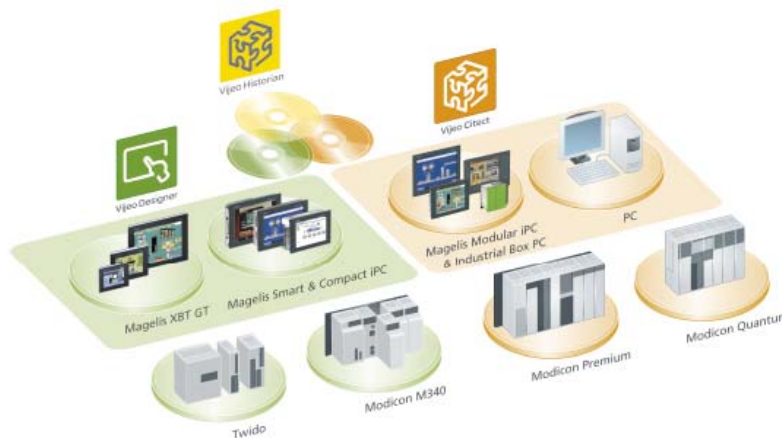 Vijeo Historian
Vijeo Citect
Vijeo Designer
PC
Magelis Modular iPC
& Industrial Box PC
Magelis Smart & Compact iPC
Magelis XBT GT
Modicon Quantum
Modicon Premium
Modicon M340
Twido